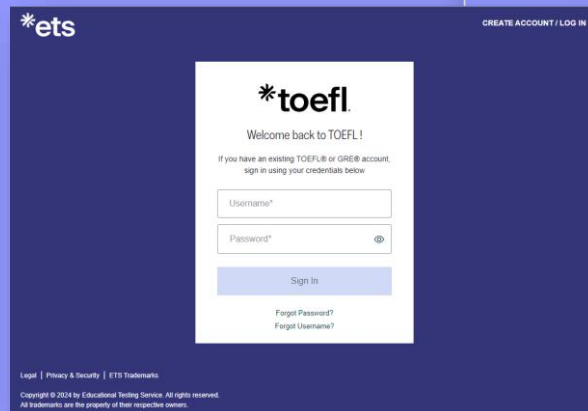 *ets
CREATE ACCOUNT / LOG IN
*toefl.
Welcome back to TOEFL !
If you have an existing TOEFL® or GRE® account,
sign in using your credentials below
Username*
Password*
Sign In
Forgot Password?
Forgot Username?
Legal | Privacy & Security | ETS Trademarks
Copyright © 2024 by Educational Testing Service. All rights reserved.
All trademarks are the property of their respective owners.